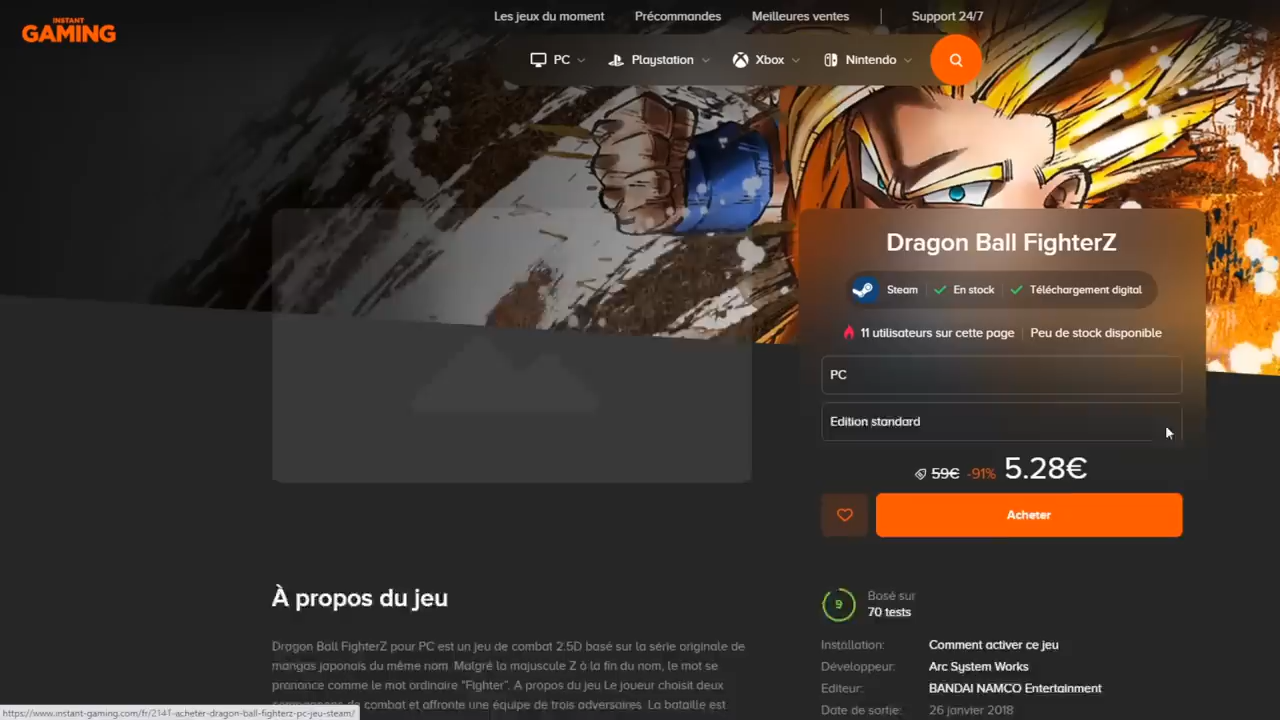 INSTANT
GAMING
Les jeux du moment
Précommandes
Meilleures ventes
Support 24/7
PC
Playstation
Xbox
Nintendo
Dragon Ball FighterZ
Steam
En stock
Téléchargement digital
11 utilisateurs sur cette page
Peu de stock disponible
PC
Edition standard
59€ -91% 5.28€
Acheter
À propos du jeu
Dragon Ball FighterZ pour PC est un jeu de combat 2.5D basé sur la série originale de
mangas japonais du même nom. Malgré la majuscule Z à la fin du nom, le mot se
prononce comme le mot ordinaire "Fighter". A propos du jeu Le joueur choisit deux
compagnons de combat et affronte une équipe de trois adversaires. La bataille est
9
Basé sur
70 tests
Installation: Comment activer ce jeu
Développeur: Arc System Works
Editeur: BANDAI NAMCO Entertainment
Date de sortie: 26 janvier 2018
https://www.instant-gaming.com/fr/2141-acheter-dragon-ball-fighterz-pc-jeu-steam/